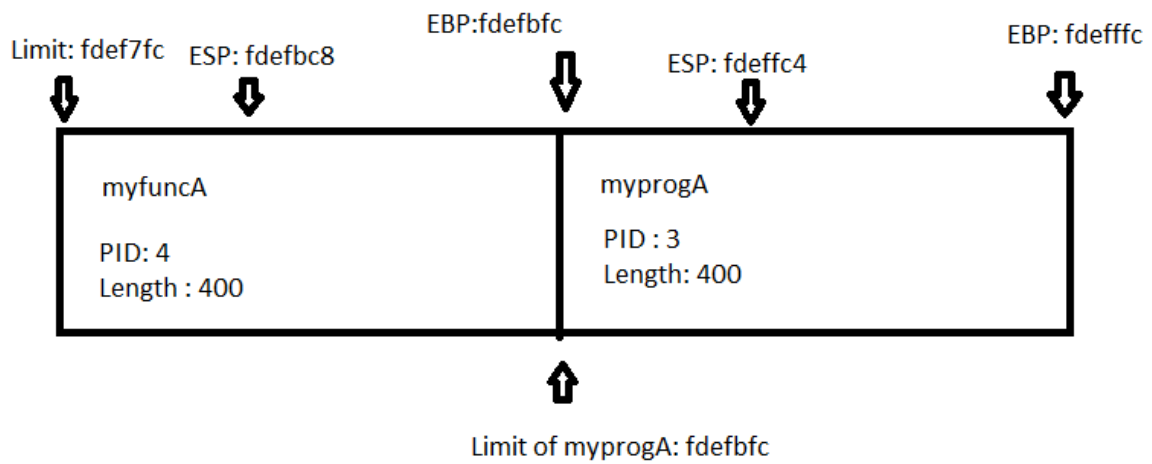 Limit: fdef7fc
ESP: fdefbc8
EBP:fdefbfc
ESP: fdeffc4
EBP: fdefffc
myfuncA
PID: 4
Length : 400
myprogA
PID : 3
Length: 400
Limit of myprogA: fdefbfc